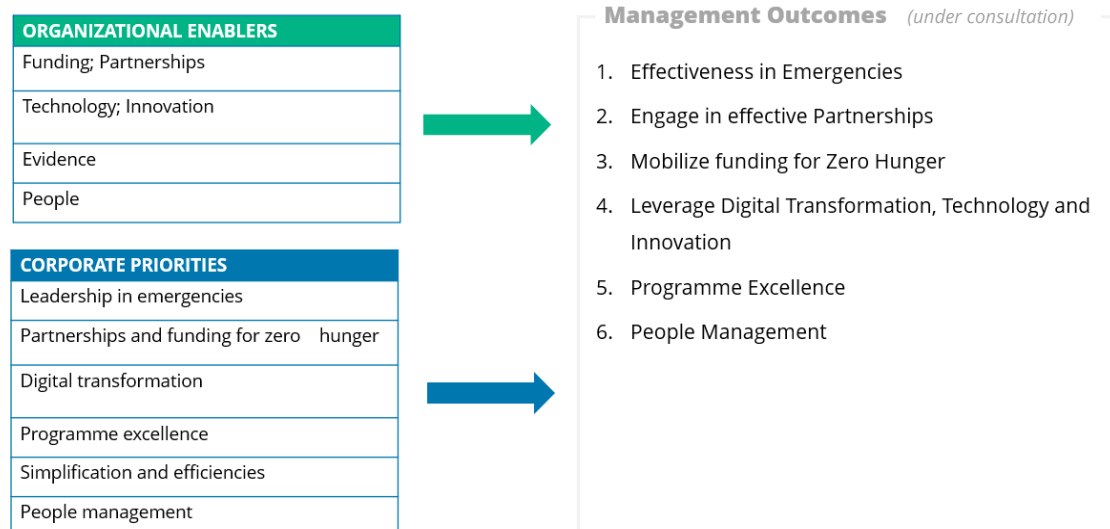 ORGANIZATIONAL ENABLERS
Funding; Partnerships
Technology; Innovation
Evidence
People
CORPORATE PRIORITIES
Leadership in emergencies
Partnerships and funding for zero hunger
Digital transformation
Programme excellence
Simplification and efficiencies
People management
Management Outcomes (under consultation)
1. Effectiveness in Emergencies
2. Engage in effective Partnerships
3. Mobilize funding for Zero Hunger
4. Leverage Digital Transformation, Technology and
Innovation
5. Programme Excellence
6. People Management